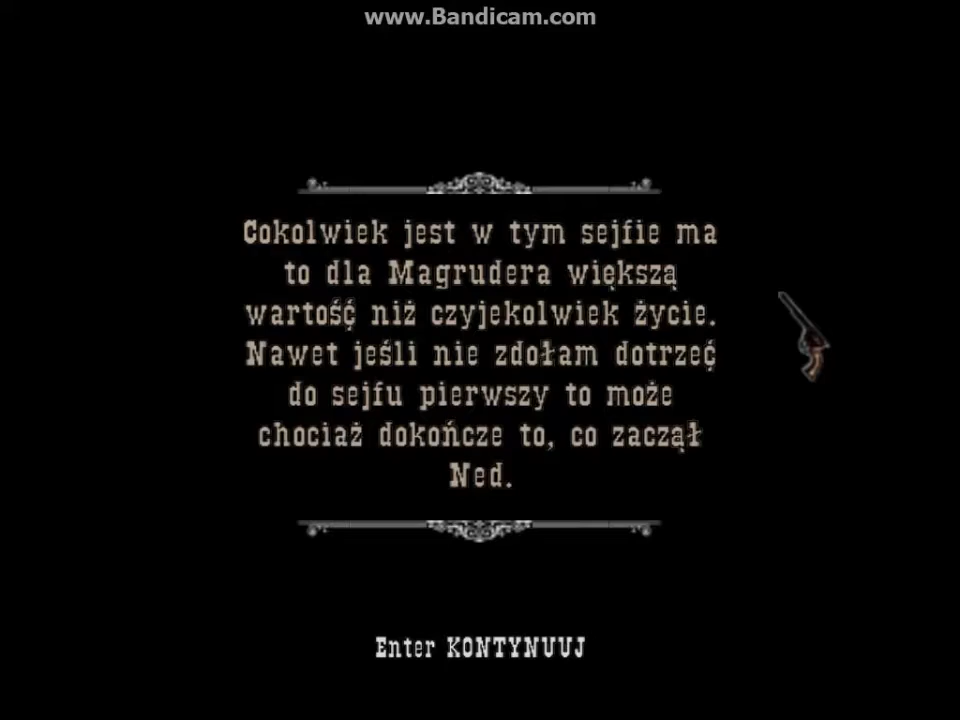 www.Bandicam.com
Cokolwiek jest w tym sejfie ma
to dla Magrudera większą
wartość niż czyjekolwiek życie.
Nawet jeśli nie zdołam dotrzeć
do sejfu pierwszy to może
chociaż dokończe to, co zaczął
Ned.
Enter KONTYNUUJ